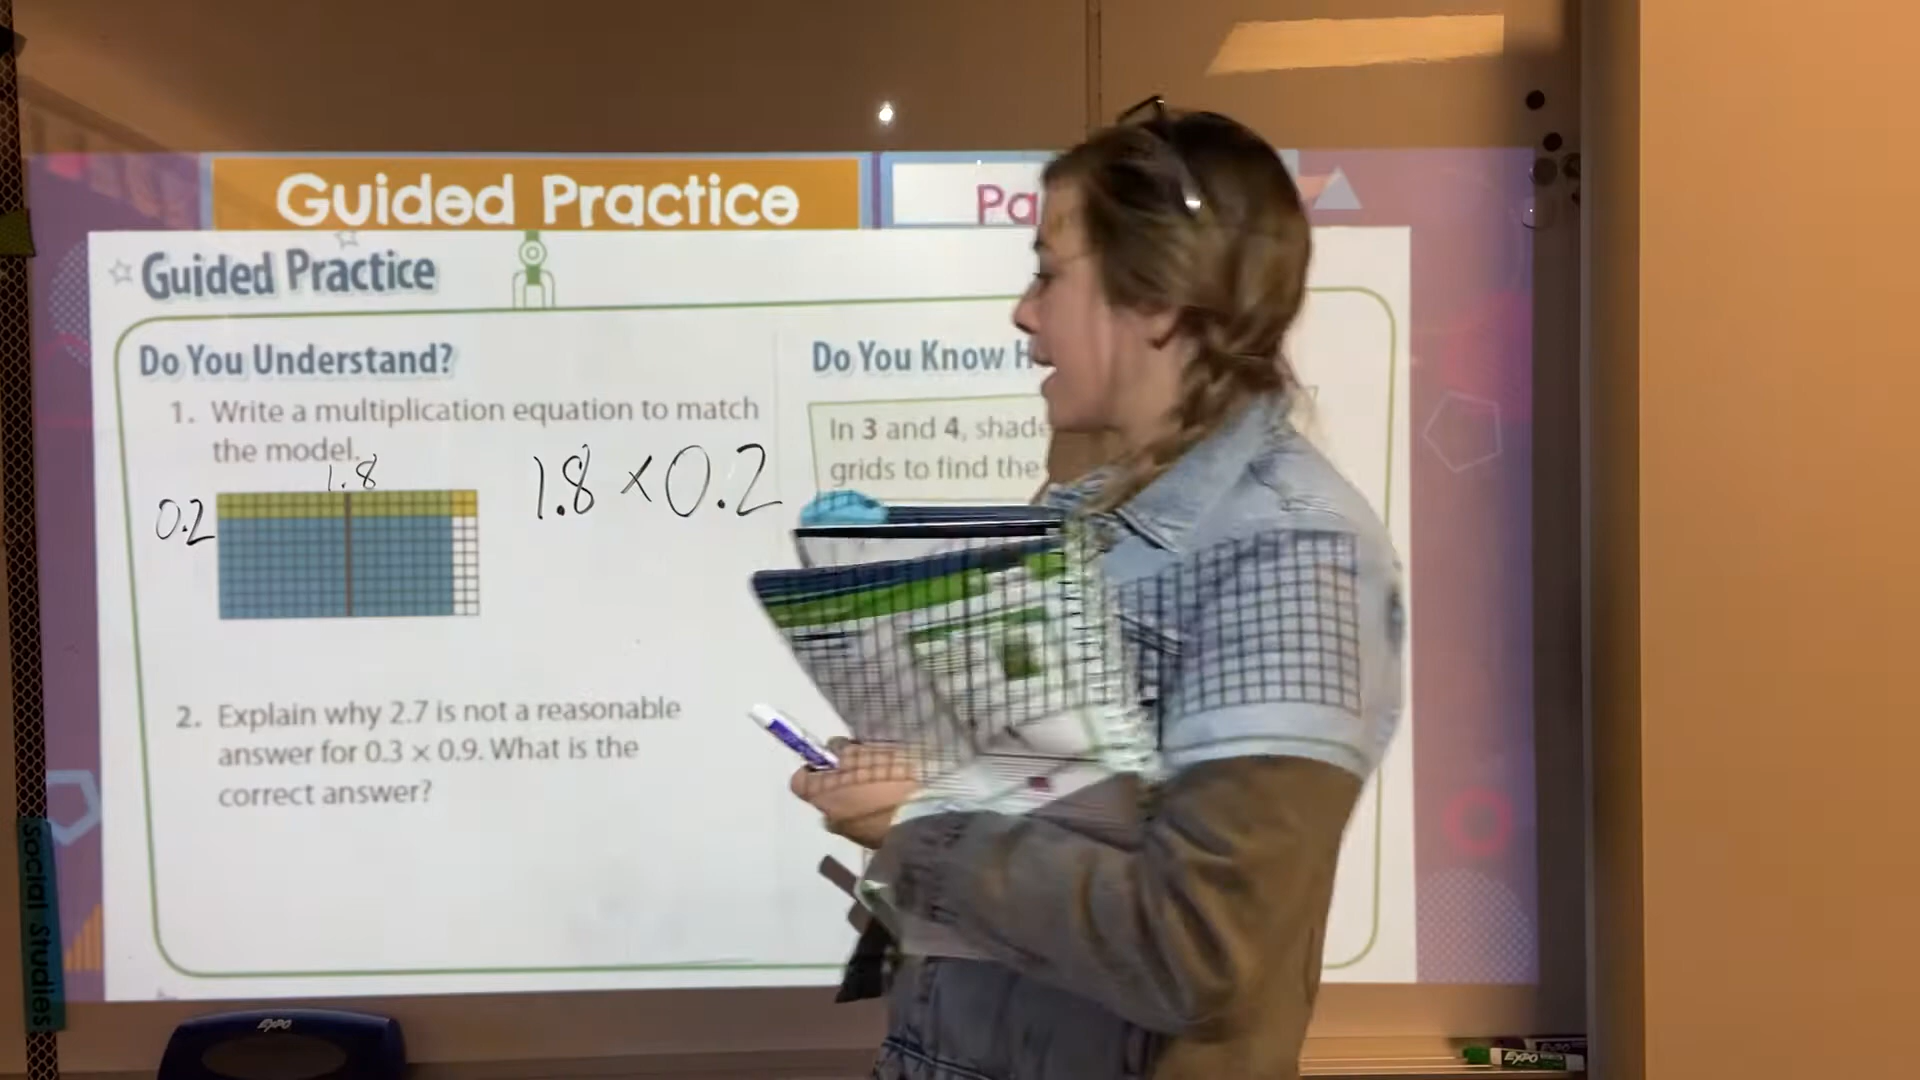 Guided Practice
Pa
Guided Practice
Do You Understand?
1. Write a multiplication equation to match
the model.
1.8
0.2
1.8 × 0.2
2. Explain why 2.7 is not a reasonable
answer for 0.3 × 0.9. What is the
correct answer?
Do You Know H
In 3 and 4, shade
grids to find the
Social Studies
EXPO
EXPO